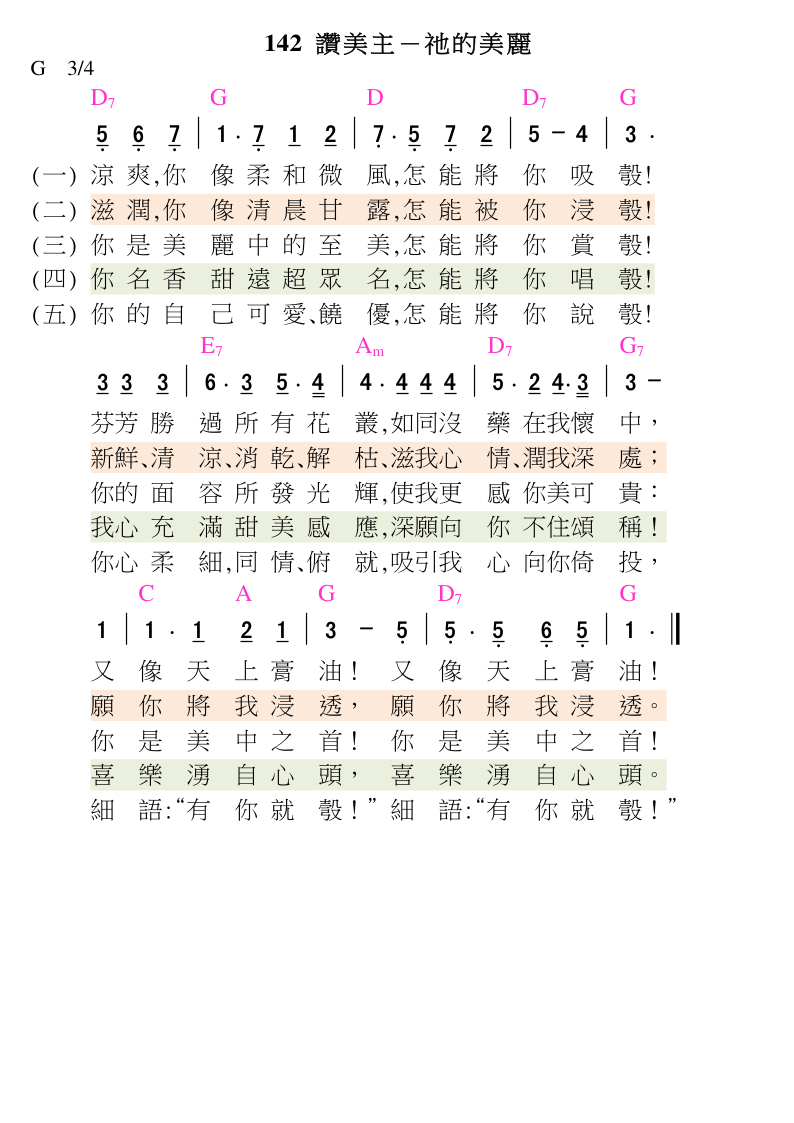 142 讚美主－祂的美麗
G 3/4
D7 G D D7 G
5 6 7 | 1 · 7 1 2 | 7 · 5 7 2 | 5 － 4 | 3 ·
(一) 涼爽,你像柔和微風,怎能將你吸彀!
(二) 滋潤,你像清晨甘露,怎能被你浸彀!
(三) 你是美麗中的至美,怎能將你賞彀!
(四) 你名香甜遠超眾名,怎能將你唱彀!
(五) 你的自己可愛、饒優,怎能將你說彀!
E7 Am D7 G7
3 3 3 | 6 · 3 5 · 4 | 4 · 4 4 4 | 5 · 2 4 · 3 | 3 －
芬芳勝過所有花叢,如同沒藥在我懷中，
新鮮、清涼、消乾、解枯、滋我心情、潤我深處；
你的面容所發光輝,使我更感你美可貴：
我心充滿甜美感應,深願向你不住頌稱！
你心柔細,同情、俯就,吸引我心向你倚投，
C A G D7 G
1 | 1 · 1 2 1 | 3 － 5 | 5 · 5 6 5 | 1 · ‖
又像天上膏油！又像天上膏油！
願你將我浸透，願你將我浸透。
你是美中之首！你是美中之首！
喜樂湧自心頭，喜樂湧自心頭。
細語:“有你就彀！”細語:“有你就彀！”